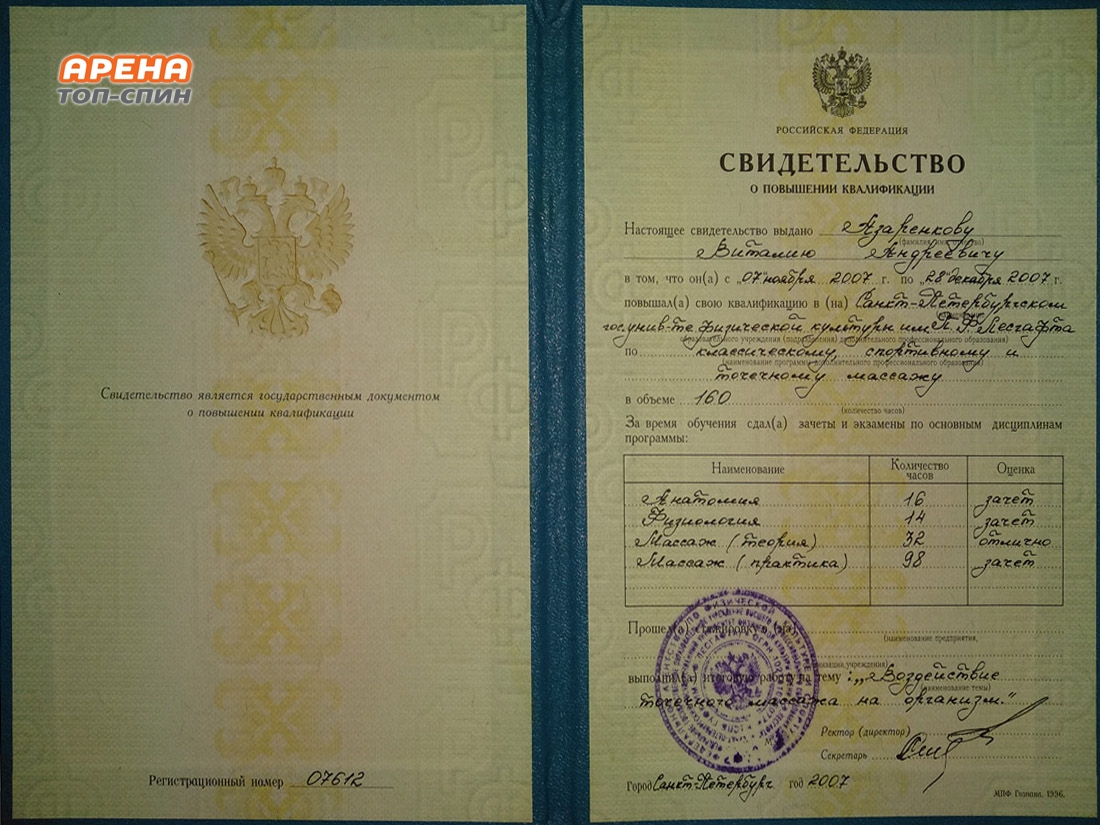 АРЕНА
ТОП-СПИН
Свидетельство является государственным документом
о повышении квалификации
Регистрационный номер 07612
РОССИЙСКАЯ ФЕДЕРАЦИЯ
СВИДЕТЕЛЬСТВО
О ПОВЫШЕНИИ КВАЛИФИКАЦИИ
Настоящее свидетельство выдано Азаренкову
Виталию Андреевичу
в том, что он(а) с "07" ноября 2007 г. по "28" декабря 2007 г.
повышал(а) свою квалификацию в (на) Санкт-Петербургском
гос. унив-те физической культуры им. П.Ф. Лесгафта
образовательного учреждения (подразделения) дополнительного профессионального образования)
по классическому, спортивному и
(наименование программы дополнительного профессионального образования)
точечному массажу
в объеме 160
(количество часов)
За время обучения сдал(а) зачеты и экзамены по основным дисциплинам
программы:
Наименование Количество часов Оценка
Анатомия 16 зачет
Физиология 14 зачет
Массаж (теория) 32 отлично
Массаж (практика) 98 зачет
Прошел(а) стажировку в (на)
(наименование предприятия,
организации, учреждения)
выполнил(а) итоговую работу на тему: „Воздействие
(наименование темы)
точечного массажа на организм."
Ректор (директор)
Секретарь
Город Санкт-Петербург год 2007
МПФ Гознака. 1996.